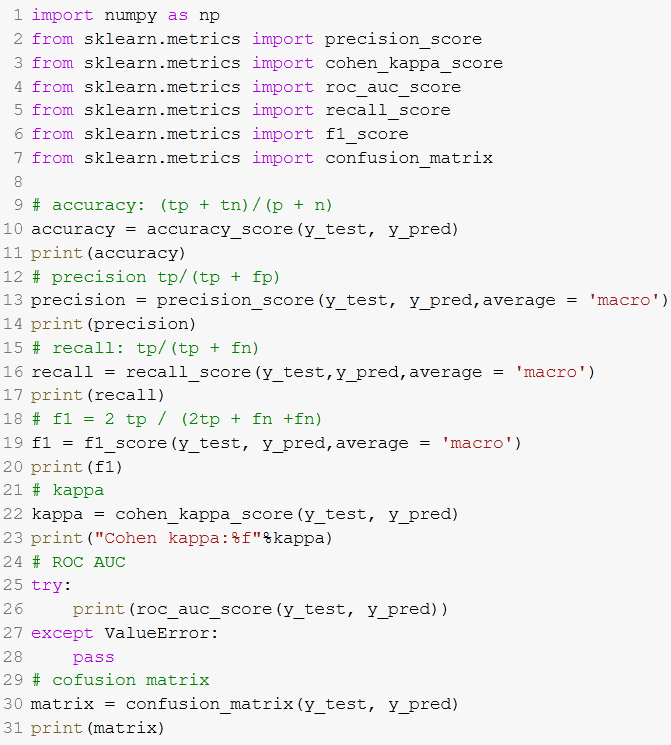 1 import numpy as np
2 from sklearn.metrics import precision_score
3 from sklearn.metrics import cohen_kappa_score
4 from sklearn.metrics import roc_auc_score
5 from sklearn.metrics import recall_score
6 from sklearn.metrics import f1_score
7 from sklearn.metrics import confusion_matrix
8
9 # accuracy: (tp + tn)/(p + n)
10 accuracy = accuracy_score(y_test, y_pred)
11 print(accuracy)
12 # precision tp/(tp + fp)
13 precision = precision_score(y_test, y_pred,average = 'macro')
14 print(precision)
15 # recall: tp/(tp + fn)
16 recall = recall_score(y_test,y_pred,average = 'macro')
17 print(recall)
18 # f1 = 2 tp / (2tp + fn +fn)
19 f1 = f1_score(y_test, y_pred,average = 'macro')
20 print(f1)
21 # kappa
22 kappa = cohen_kappa_score(y_test, y_pred)
23 print("Cohen kappa:%f"%kappa)
24 # ROC AUC
25 try:
26     print(roc_auc_score(y_test, y_pred))
27 except ValueError:
28     pass
29 # cofusion matrix
30 matrix = confusion_matrix(y_test, y_pred)
31 print(matrix)